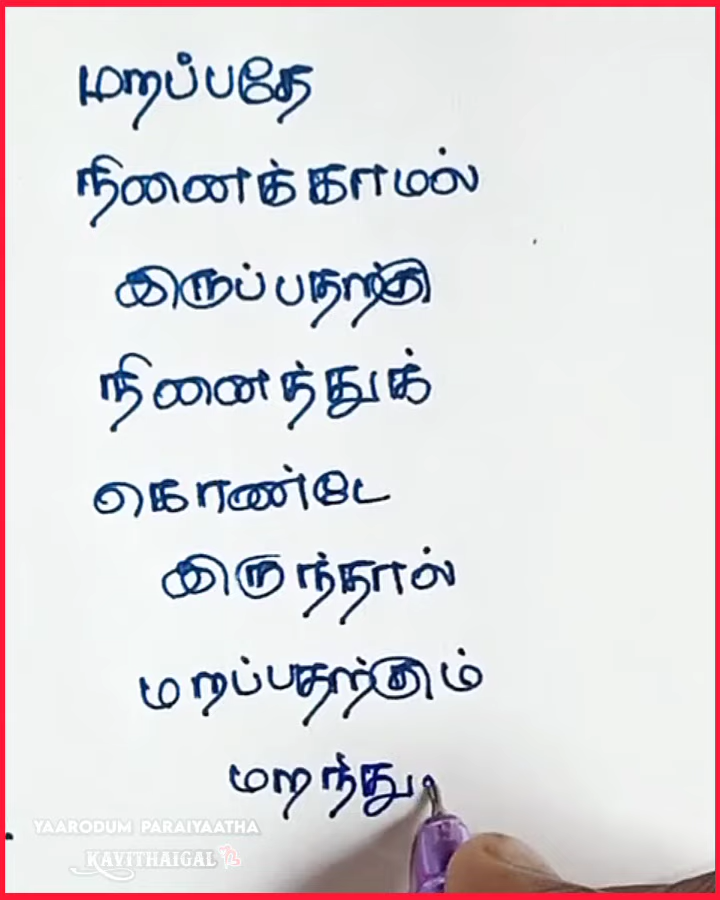 மறப்பதே
நினைக்காமல்
இருப்பதற்கு
நினைத்துக்
கொண்டே
இருந்தால்
மறப்பதற்கும்
மறந்து
YAARODUM PARAIYAATHA
KAVITHAIGAL